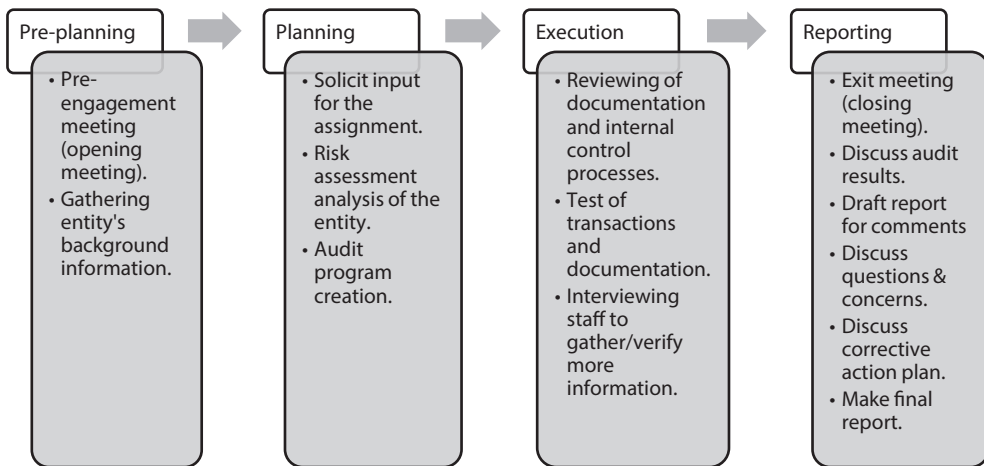 Pre-planning
• Pre-
engagement
meeting
(opening
meeting).
• Gathering
entity's
background
information.
Planning
• Solicit input
for the
assignment.
• Risk
assessment
analysis of the
entity.
• Audit
program
creation.
Execution
• Reviewing of
documentation
and internal
control
processes.
• Test of
transactions
and
documentation.
• Interviewing
staff to
gather/verify
more
information.
Reporting
• Exit meeting
(closing
meeting).
• Discuss audit
results.
• Draft report
for comments
• Discuss
questions &
concerns.
• Discuss
corrective
action plan.
• Make final
report.